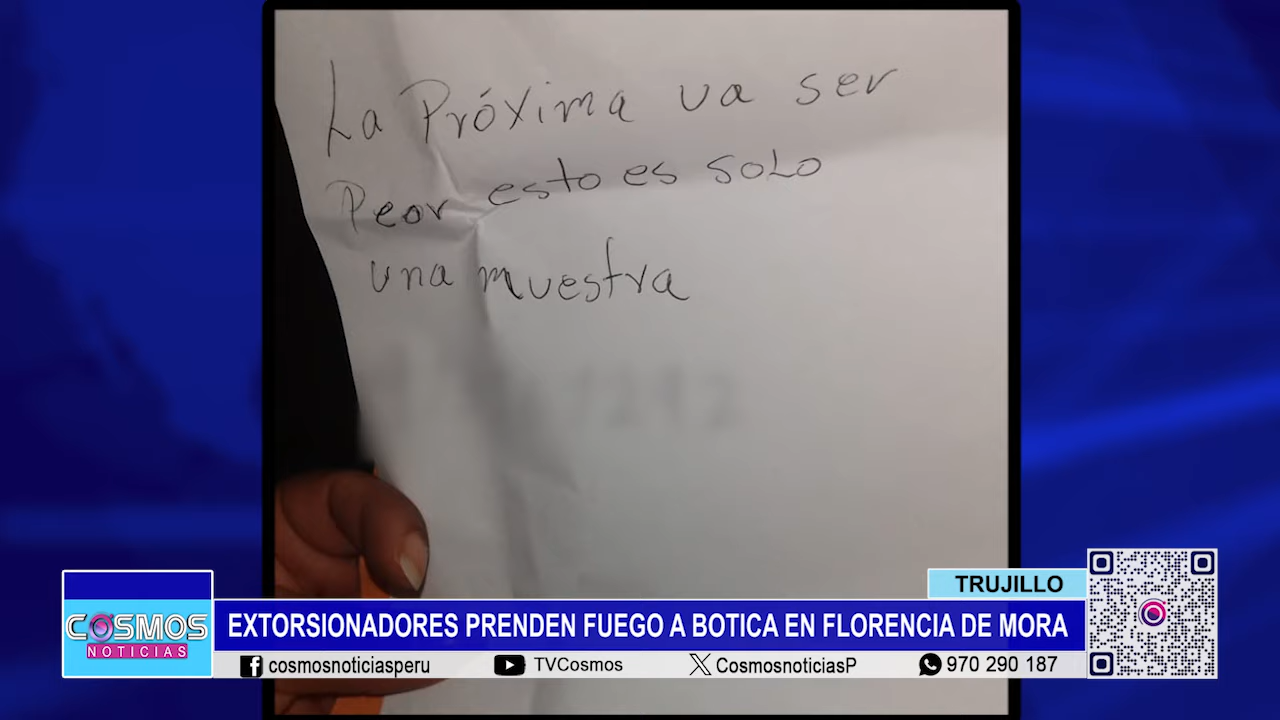 La Próxima va ser
Peor esto es solo
una muestra
TRUJILLO
COSMOS
NOTICIAS
EXTORSIONADORES PRENDEN FUEGO A BOTICA EN FLORENCIA DE MORA
cosmosnoticiasperu
TVCosmos
CosmosnoticiasP
970 290 187